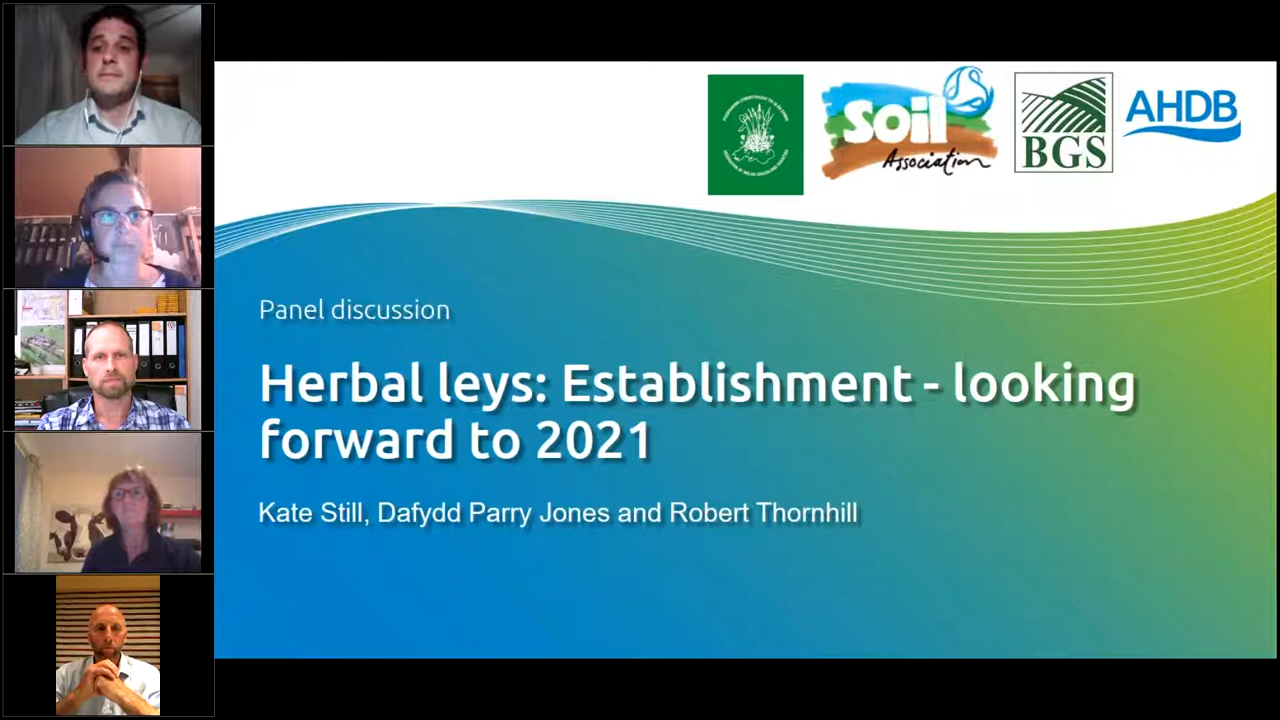 Soil
Association
BGS
AHDB
Panel discussion
Herbal leys: Establishment - looking
forward to 2021
Kate Still, Dafydd Parry Jones and Robert Thornhill